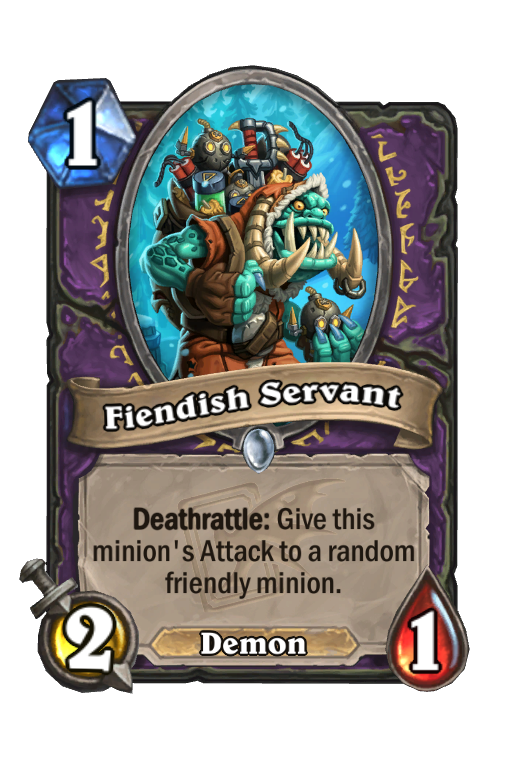 1
Fiendish Servant
Deathrattle: Give this
minion's Attack to a random
friendly minion.
2
Demon
1